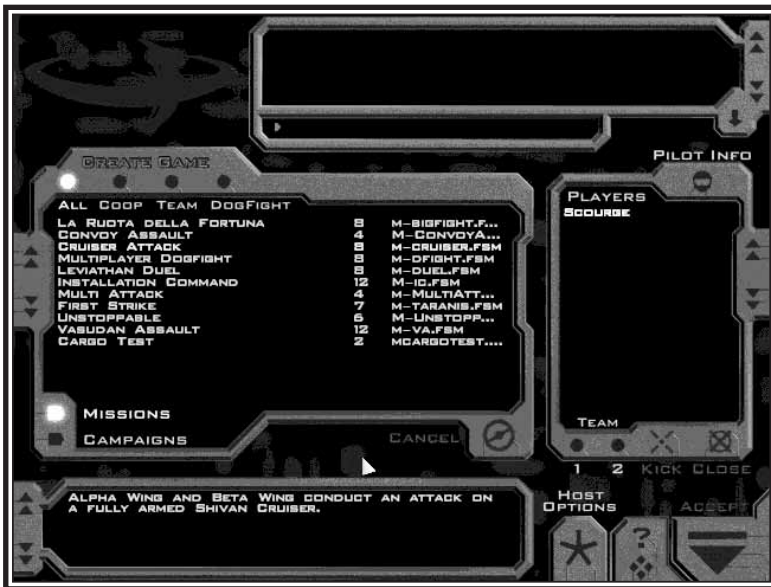 Create Game
Pilot Info
All Coop Team Dogfight
Players
Scourge
La Ruota della Fortuna 8 m-bigfight.f...
Convoy Assault 4 m-ConvoyA...
Cruiser Attack 8 m-cruiser.fsm
Multiplayer Dogfight 8 m-dfight.fsm
Leviathan Duel 8 m-duel.fsm
Installation Command 12 m-ic.fsm
Multi Attack 4 m-MultiAtt...
First Strike 7 m-taranis.fsm
Unstoppable 6 m-Unstopp...
Vasudan Assault 12 m-va.fsm
Cargo Test 2 mcargotest....
Missions
Campaigns
Cancel
Team
1 2 Kick Close
Alpha Wing and Beta Wing conduct an attack on
a fully armed Shivan Cruiser.
Host
Options
Accept
?